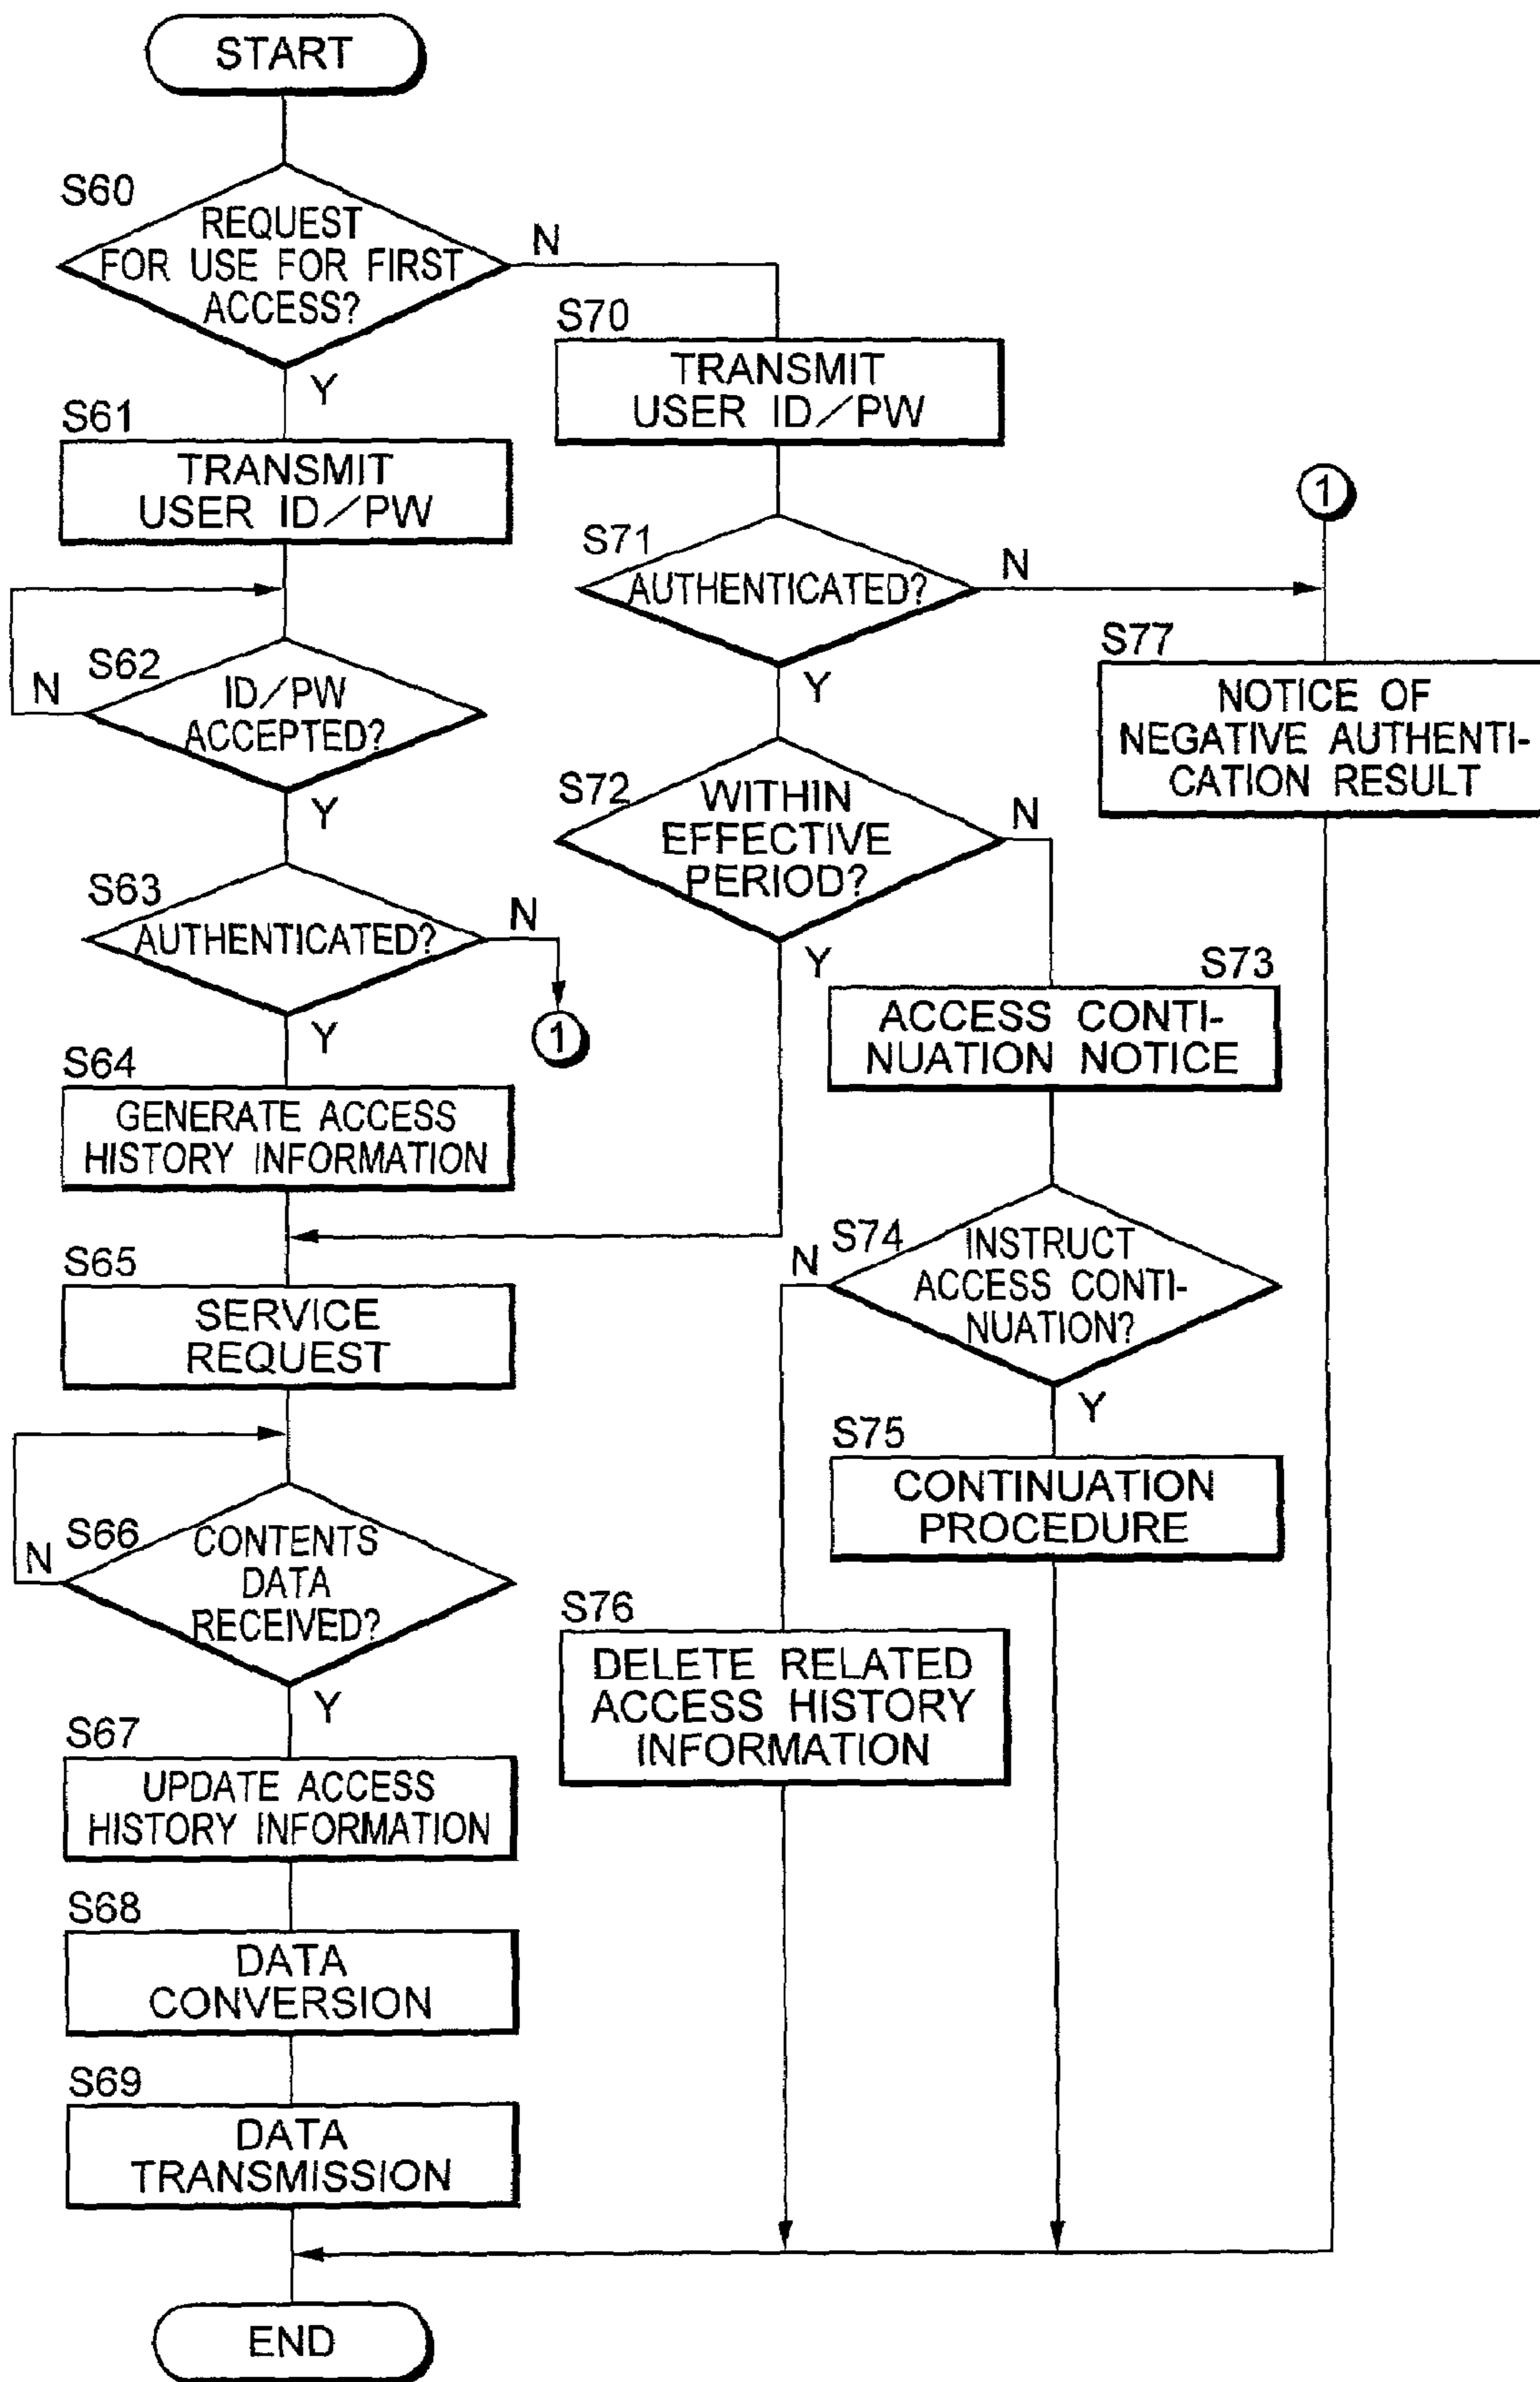 START
S60
REQUEST
FOR USE FOR FIRST
ACCESS?
N
Y
S61
TRANSMIT
USER ID/PW
S62
N
ID/PW
ACCEPTED?
Y
S63
AUTHENTICATED?
N
1
Y
S64
GENERATE ACCESS
HISTORY INFORMATION
S65
SERVICE
REQUEST
S66
N
CONTENTS
DATA
RECEIVED?
Y
S67
UPDATE ACCESS
HISTORY INFORMATION
S68
DATA
CONVERSION
S69
DATA
TRANSMISSION
END
S70
TRANSMIT
USER ID/PW
S71
AUTHENTICATED?
N
Y
S72
WITHIN
EFFECTIVE
PERIOD?
N
Y
S73
ACCESS CONTI-
NUATION NOTICE
S74
N
INSTRUCT
ACCESS CONTI-
NUATION?
Y
S75
CONTINUATION
PROCEDURE
S76
DELETE RELATED
ACCESS HISTORY
INFORMATION
1
S77
NOTICE OF
NEGATIVE AUTHENTI-
CATION RESULT